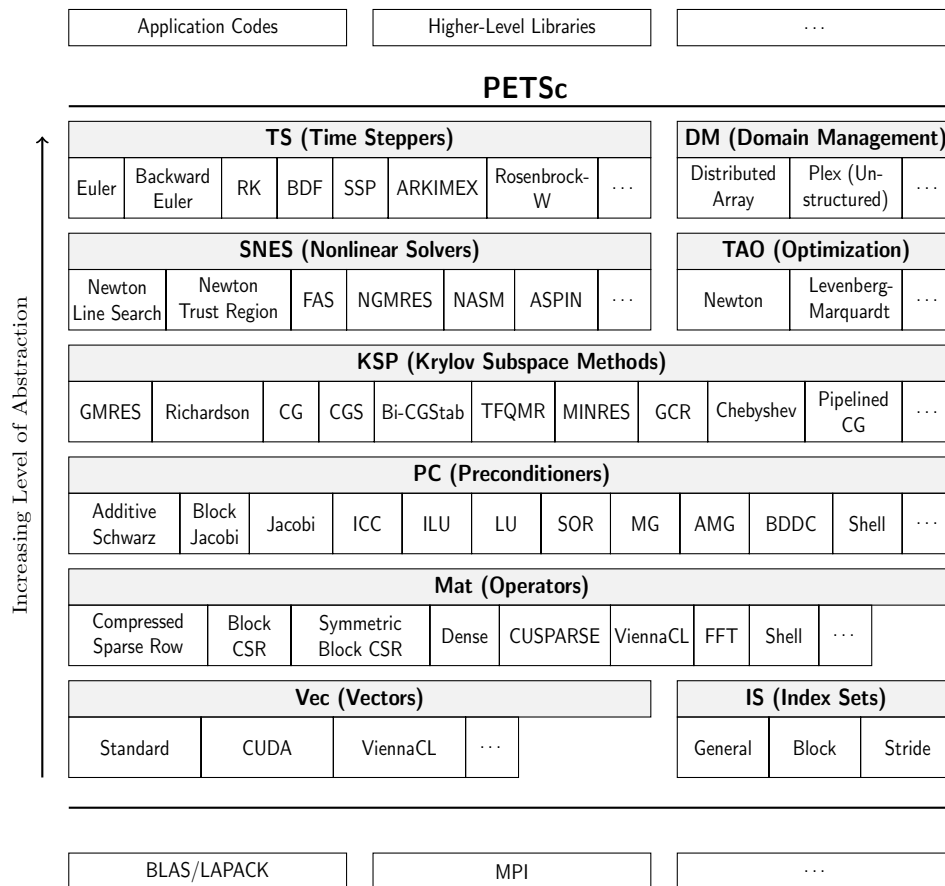 Application Codes
Higher-Level Libraries
...
PETSc
Increasing Level of Abstraction
TS (Time Steppers)
Euler
Backward
Euler
RK
BDF
SSP
ARKIMEX
Rosenbrock-
W
...
DM (Domain Management)
Distributed
Array
Plex (Un-
structured)
...
SNES (Nonlinear Solvers)
Newton
Line Search
Newton
Trust Region
FAS
NGMRES
NASM
ASPIN
...
TAO (Optimization)
Newton
Levenberg-
Marquardt
...
KSP (Krylov Subspace Methods)
GMRES
Richardson
CG
CGS
Bi-CGStab
TFQMR
MINRES
GCR
Chebyshev
Pipelined
CG
...
PC (Preconditioners)
Additive
Schwarz
Block
Jacobi
Jacobi
ICC
ILU
LU
SOR
MG
AMG
BDDC
Shell
...
Mat (Operators)
Compressed
Sparse Row
Block
CSR
Symmetric
Block CSR
Dense
CUSPARSE
ViennaCL
FFT
Shell
...
Vec (Vectors)
Standard
CUDA
ViennaCL
...
IS (Index Sets)
General
Block
Stride
BLAS/LAPACK
MPI
...